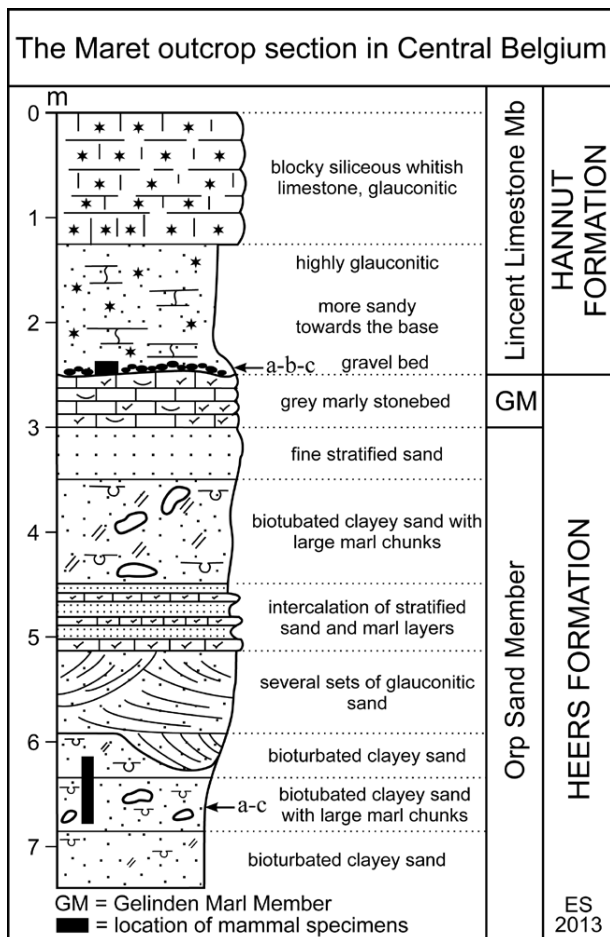 The Maret outcrop section in Central Belgium
m
0
1
2
3
4
5
6
7
blocky siliceous whitish
limestone, glauconitic
highly glauconitic
more sandy
towards the base
a-b-c
gravel bed
grey marly stonebed
fine stratified sand
biotubated clayey sand with
large marl chunks
intercalation of stratified
sand and marl layers
several sets of glauconitic
sand
bioturbated clayey sand
a-c
biotubated clayey sand
with large marl chunks
bioturbated clayey sand
Lincent Limestone Mb
GM
Orp Sand Member
HANNUT
FORMATION
HEERS FORMATION
GM = Gelinden Marl Member
= location of mammal specimens
ES
2013